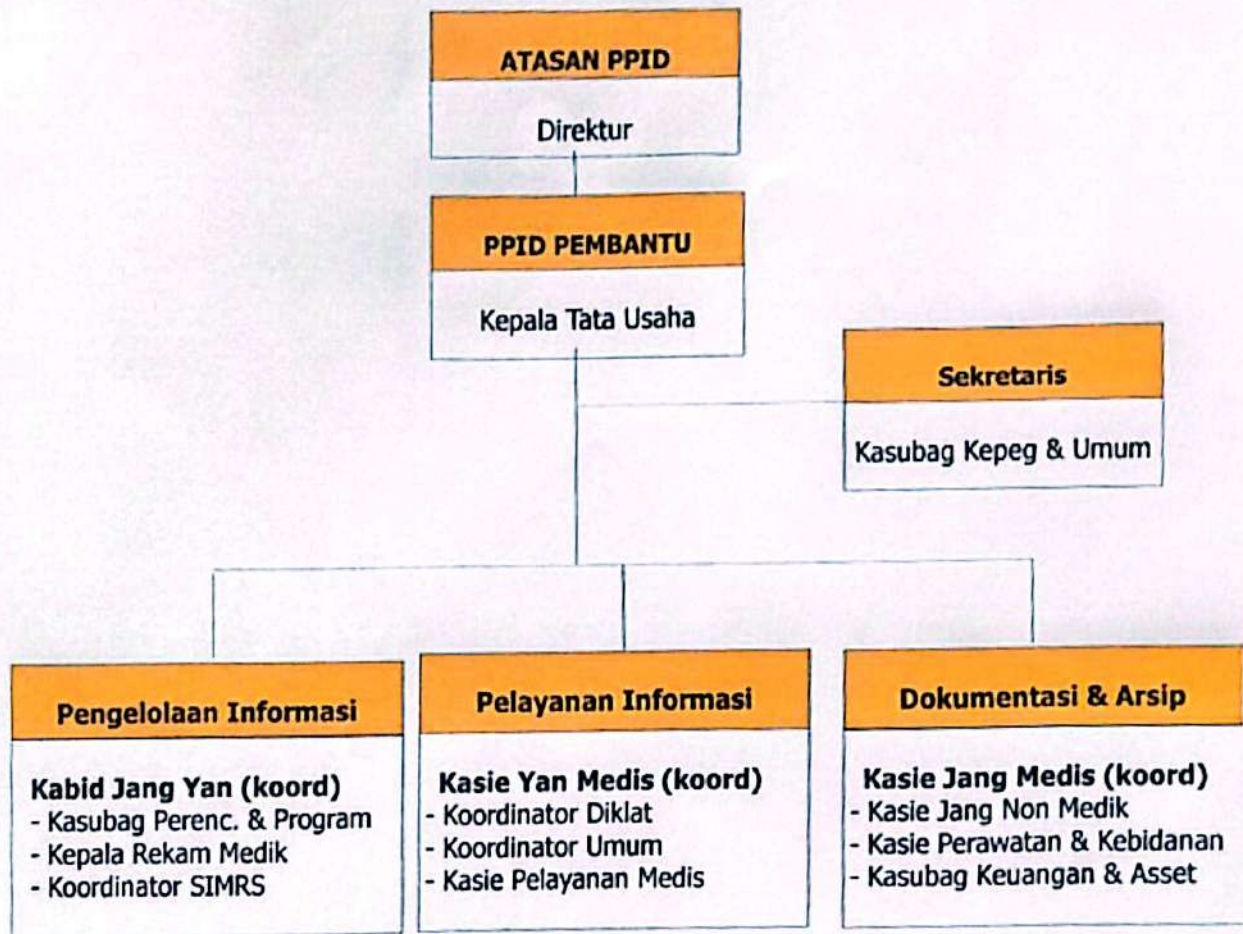 ATASAN PPID
Direktur
PPID PEMBANTU
Kepala Tata Usaha
Sekretaris
Kasubag Kepeg & Umum
Pengelolaan Informasi
Kabid Jang Yan (koord)
- Kasubag Perenc. & Program
- Kepala Rekam Medik
- Koordinator SIMRS
Pelayanan Informasi
Kasie Yan Medis (koord)
- Koordinator Diklat
- Koordinator Umum
- Kasie Pelayanan Medis
Dokumentasi & Arsip
Kasie Jang Medis (koord)
- Kasie Jang Non Medik
- Kasie Perawatan & Kebidanan
- Kasubag Keuangan & Asset